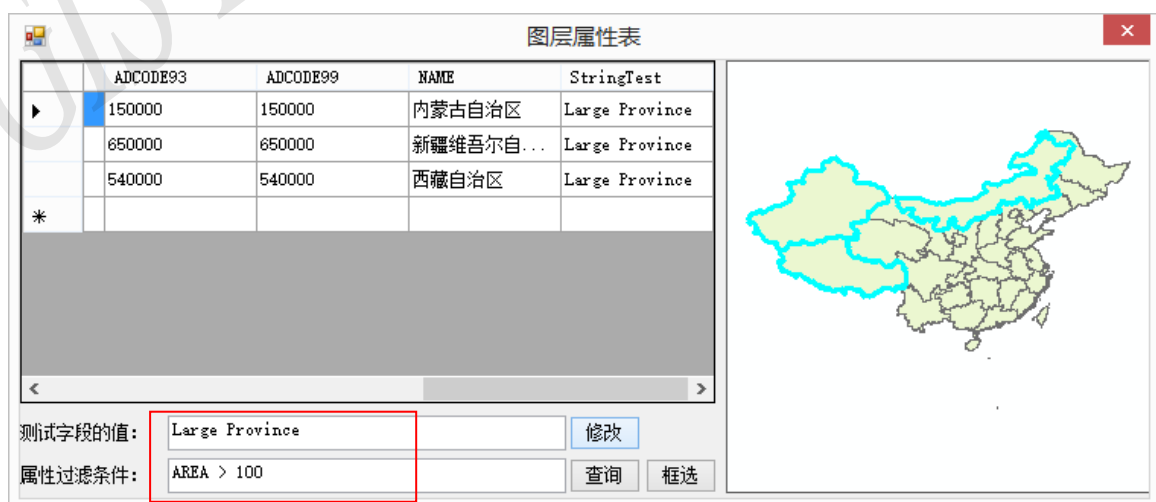 图层属性表
ADCODE93 ADCODE99 NAME StringTest
150000 150000 内蒙古自治区 Large Province
650000 650000 新疆维吾尔自... Large Province
540000 540000 西藏自治区 Large Province
测试字段的值: Large Province 修改
属性过滤条件: AREA > 100 查询 框选